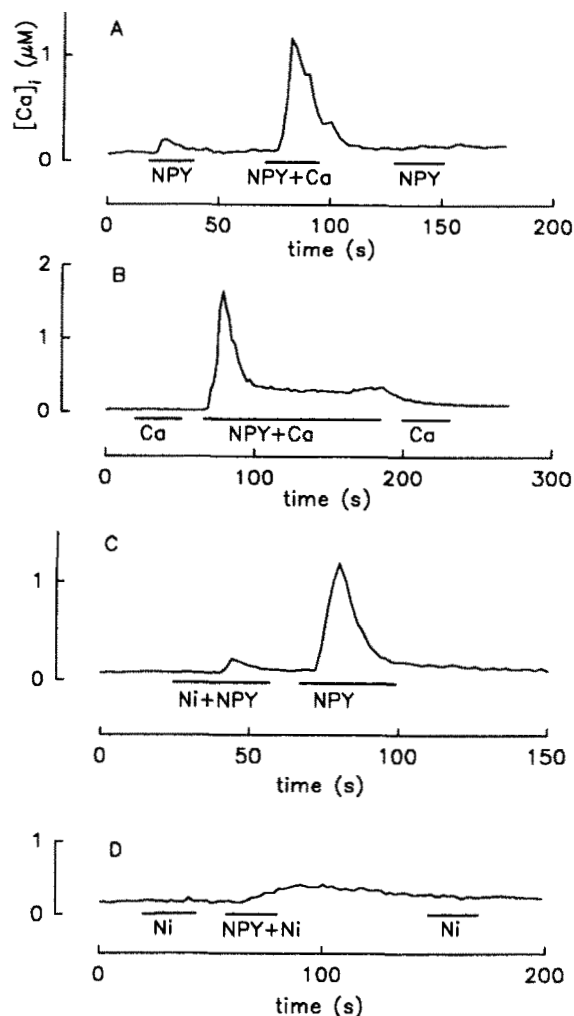 A
[Ca]i (μM)
1
0
NPY NPY+Ca NPY
0 50 100 150 200
time (s)
B
2
1
0
Ca NPY+Ca Ca
0 100 200 300
time (s)
C
1
0
Ni+NPY NPY
0 50 100 150
time (s)
D
1
0
Ni NPY+Ni Ni
0 100 200
time (s)